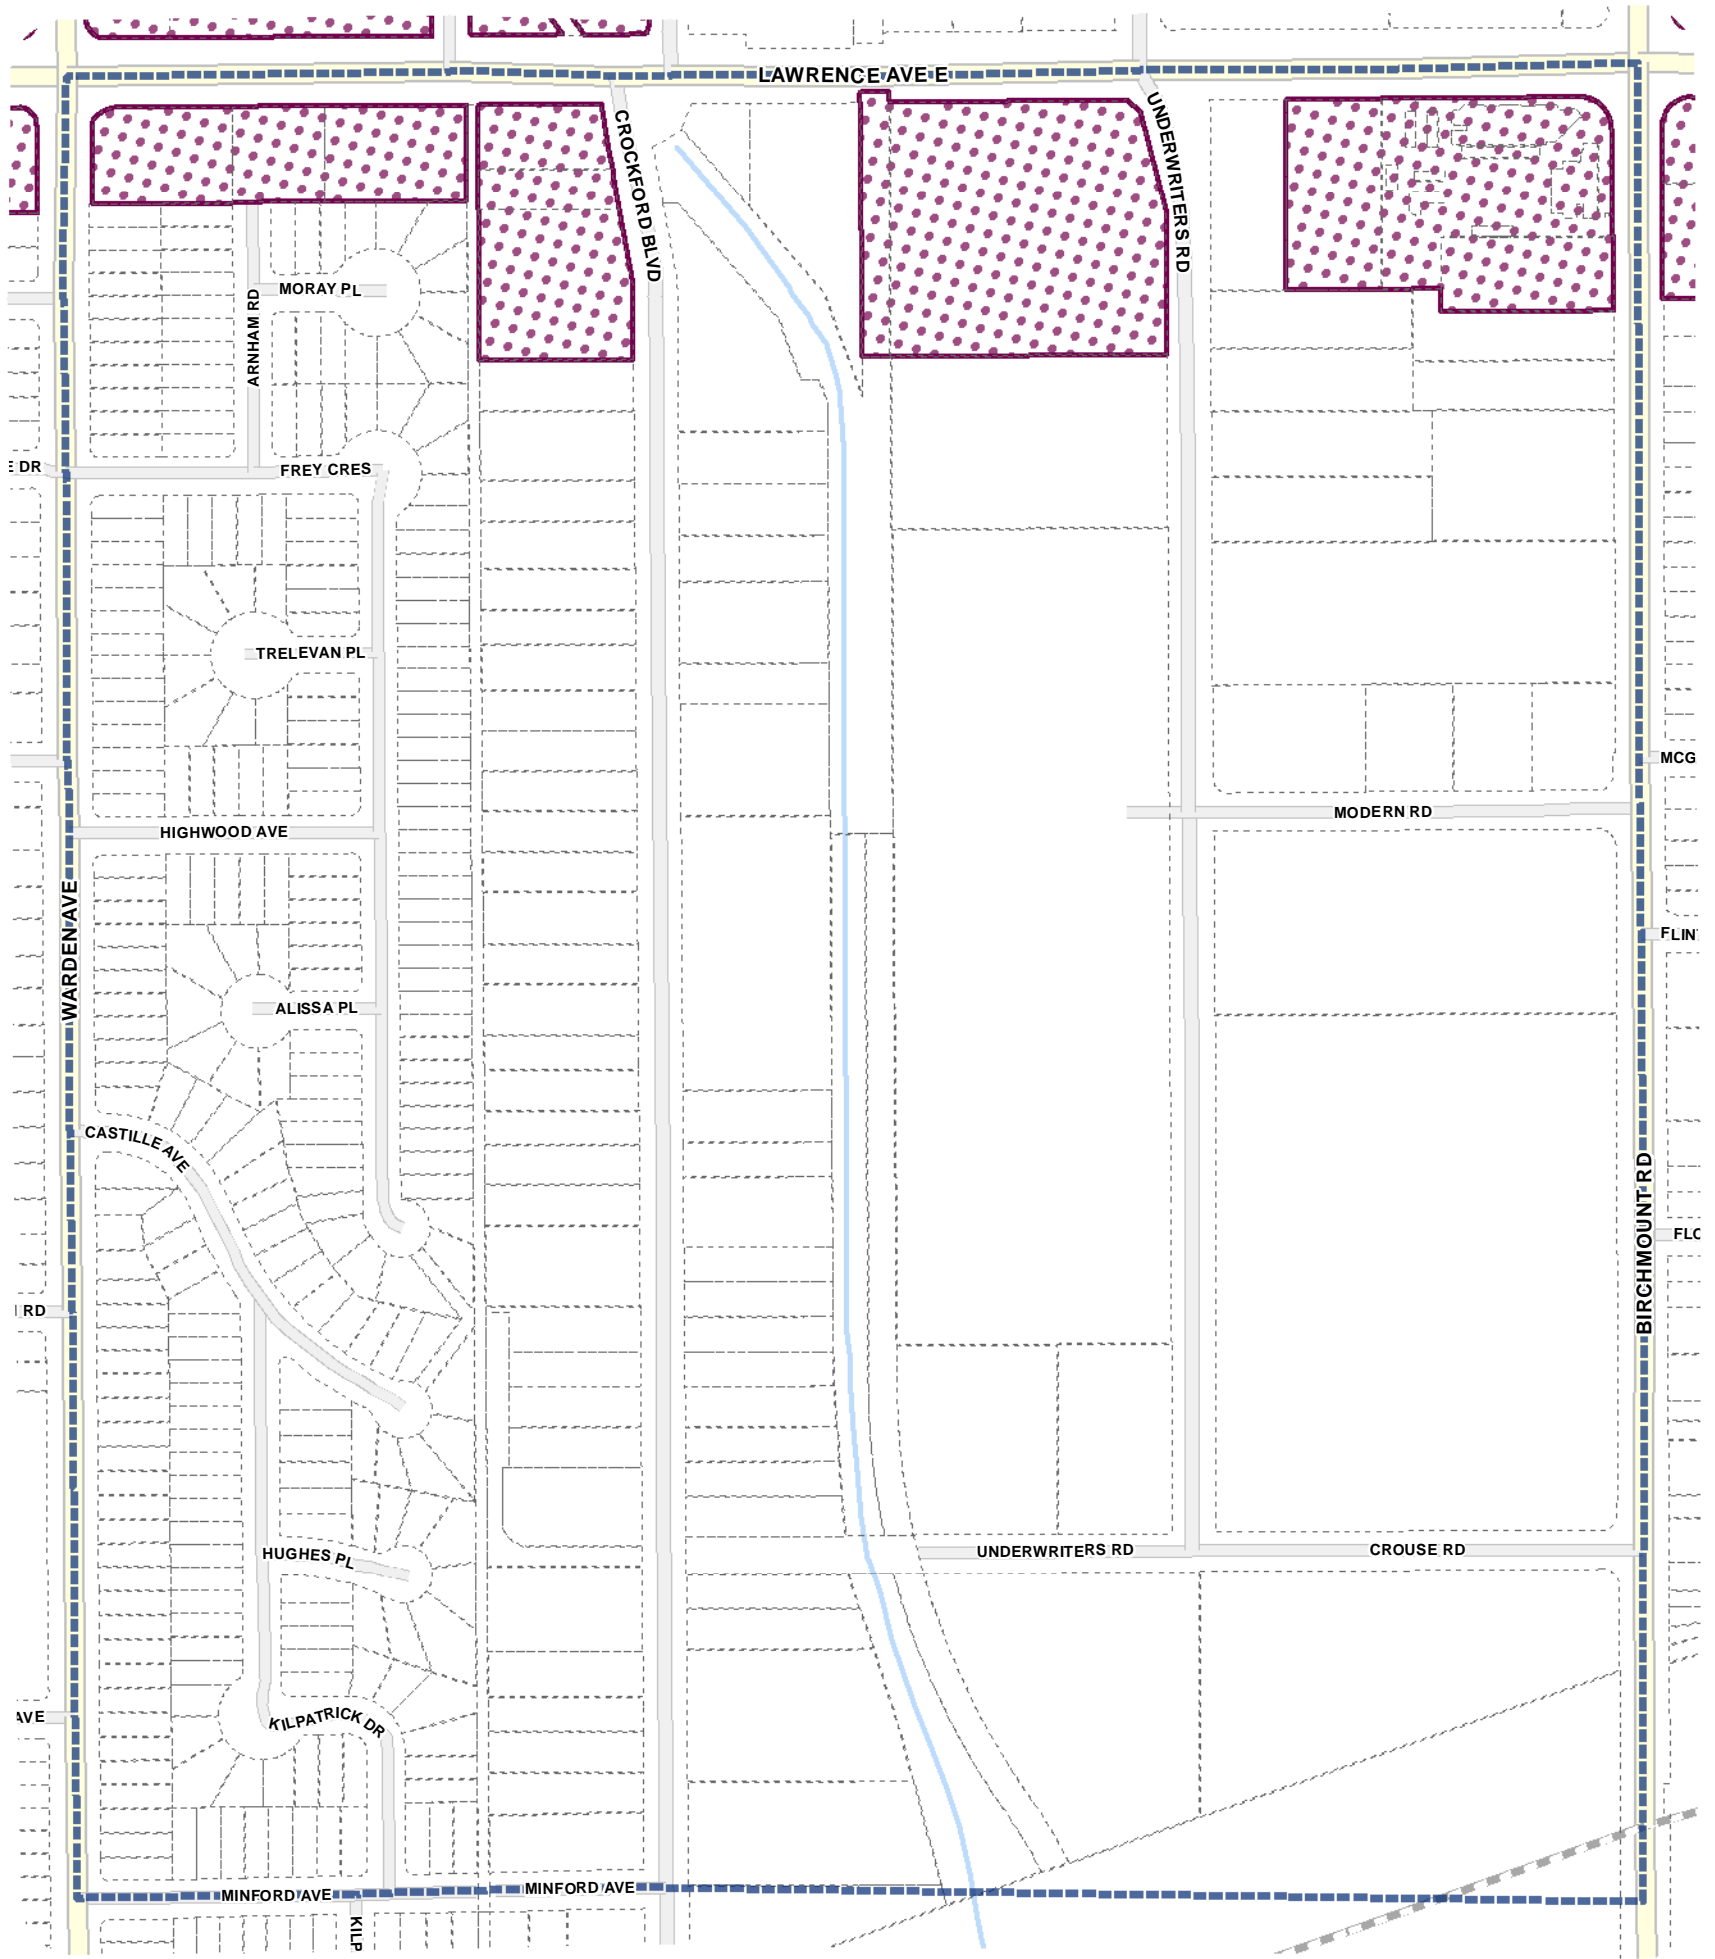 LAWRENCE AVE E
CROCKFORD BLVD
UNDERWRITERS RD
MORAY PL
ARNHAM RD
E DR
FREY CRES
TRELEVAN PL
MCG
MODERN RD
HIGHWOOD AVE
WARDEN AVE
FLIN
ALISSA PL
CASTILLE AVE
BIRCHMOUNT RD
FLO
RD
HUGHES PL
UNDERWRITERS RD
CROUSE RD
AVE
KILPATRICK DR
MINFORD AVE
MINFORD AVE
KILP